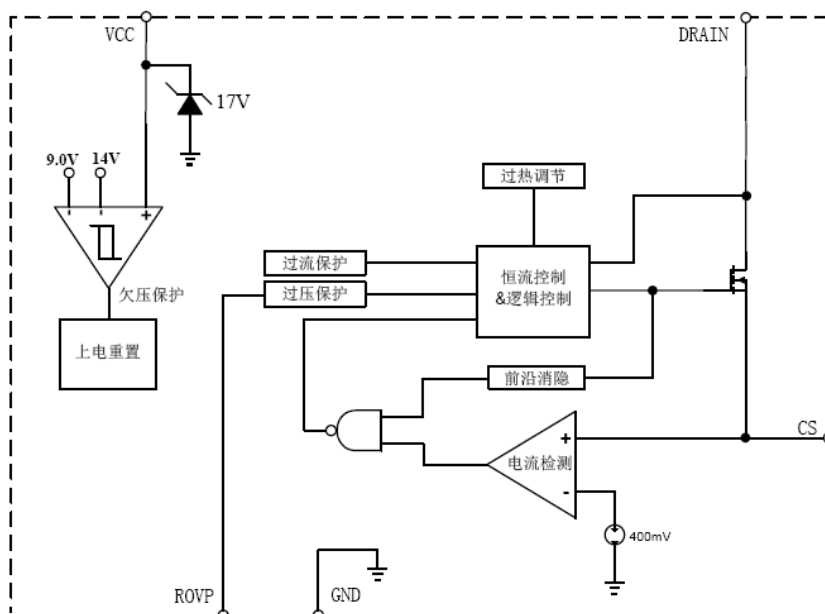 VCC
DRAIN
17V
9.0V
14V
过热调节
过流保护
恒流控制
&逻辑控制
过压保护
欠压保护
上电重置
前沿消隐
CS
电流检测
400mV
ROVP
GND